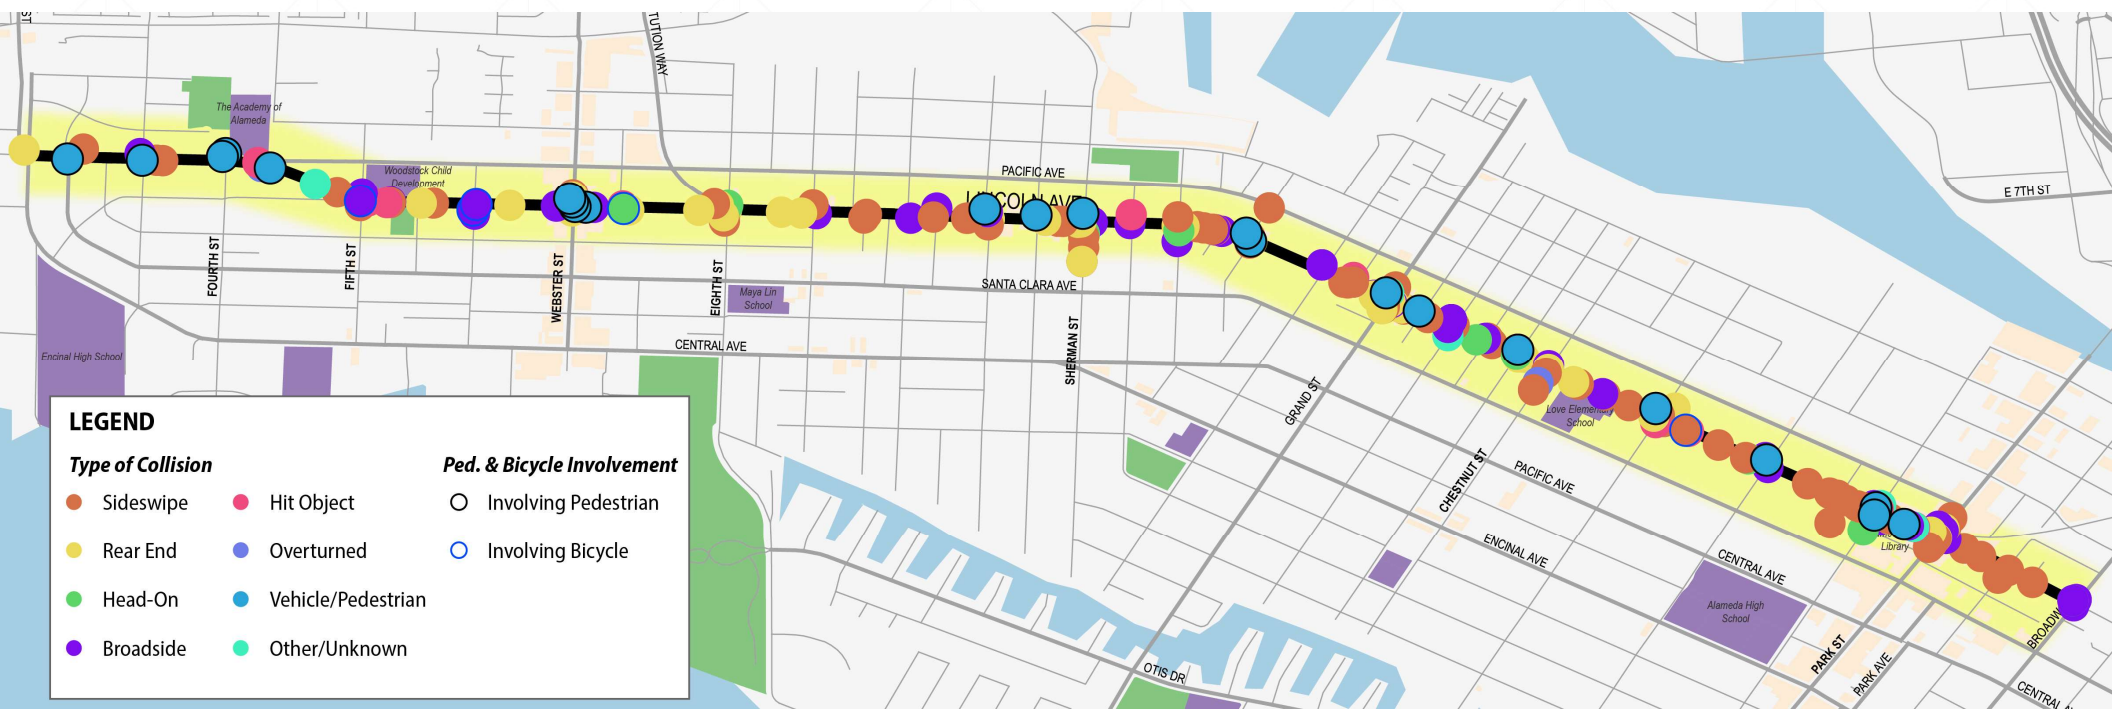 ST
TUTION WAY
The Academy of
Alameda
Woodstock Child
Development
PACIFIC AVE
LINCOLN AVE
E 7TH ST
FOURTH ST
FIFTH ST
WEBSTER ST
EIGHTH ST
Maya Lin
School
SANTA CLARA AVE
SHERMAN ST
CENTRAL AVE
Encinal High School
GRAND ST
Love Elementary
School
CHESTNUT ST
PACIFIC AVE
ENCINAL AVE
CENTRAL AVE
Library
Alameda High
School
PARK ST
PARK AVE
BROADW
CENTRAL A
OTIS DR
LEGEND
Type of Collision
Sideswipe
Rear End
Head-On
Broadside
Hit Object
Overturned
Vehicle/Pedestrian
Other/Unknown
Ped. & Bicycle Involvement
Involving Pedestrian
Involving Bicycle